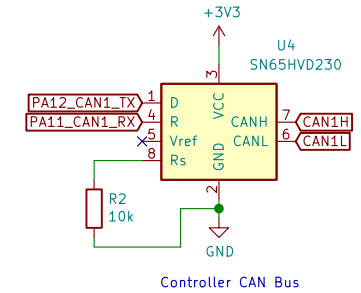 +3V3
U4
SN65HVD230
3
VCC
PA12_CAN1_TX 1 D
PA11_CAN1_RX 4 R CANH 7 CAN1H
5 Vref CANL 6 CAN1L
8 Rs
GND
2
R2
10k
GND
Controller CAN Bus